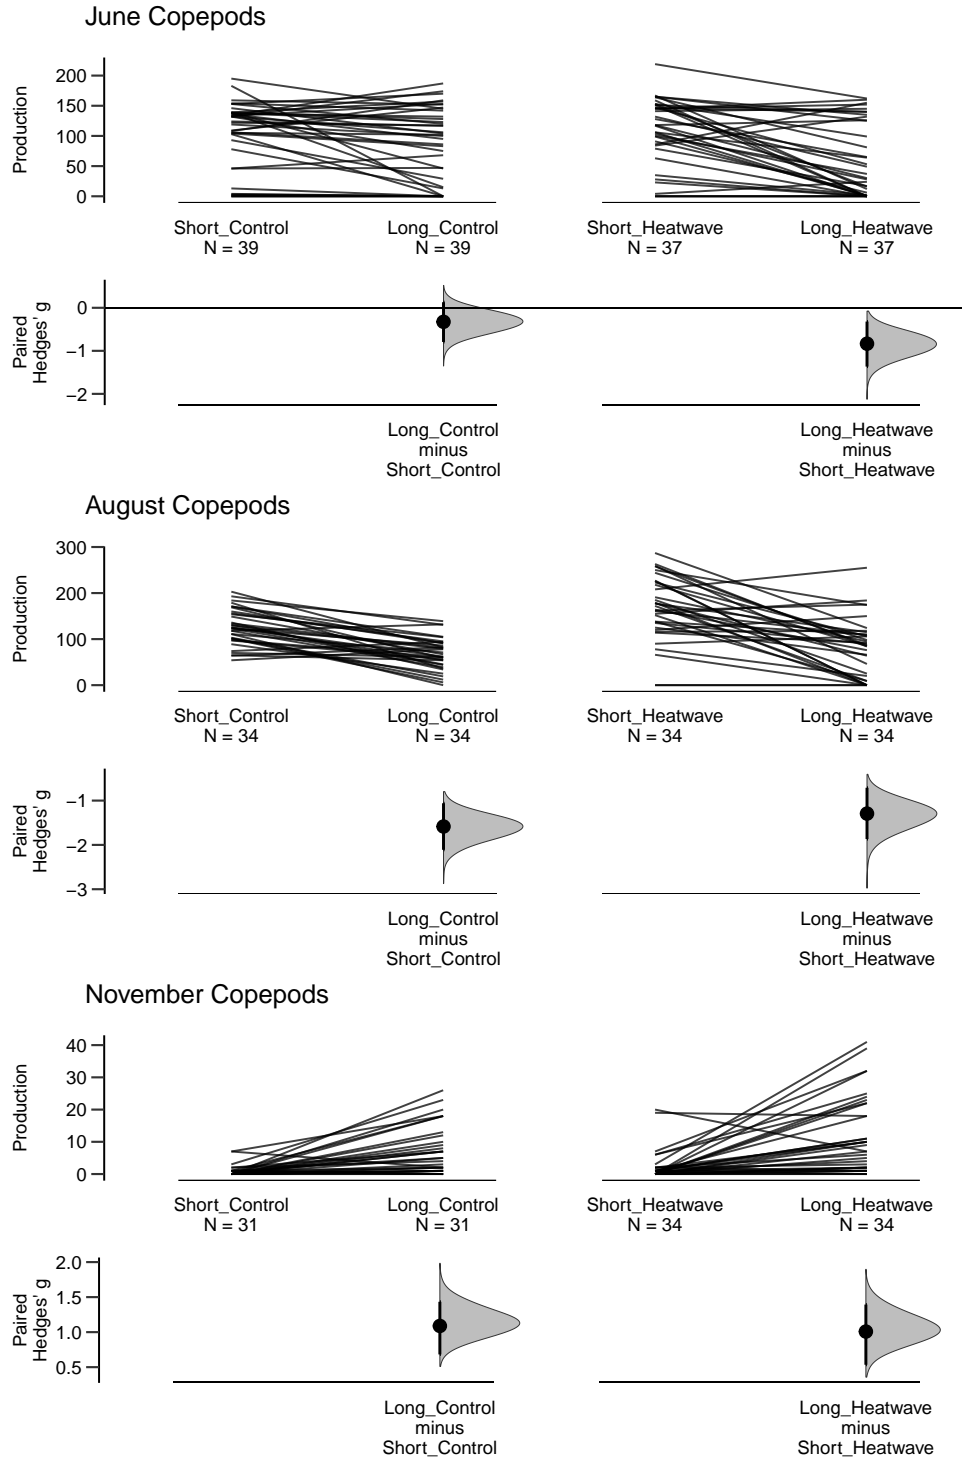 June Copepods
Production
200
150
100
50
0
Short_Control
N = 39
Long_Control
N = 39
Short_Heatwave
N = 37
Long_Heatwave
N = 37
Paired
Hedges' g
0
−1
−2
Long_Control
minus
Short_Control
Long_Heatwave
minus
Short_Heatwave
August Copepods
Production
300
200
100
0
Short_Control
N = 34
Long_Control
N = 34
Short_Heatwave
N = 34
Long_Heatwave
N = 34
Paired
Hedges' g
−1
−2
−3
Long_Control
minus
Short_Control
Long_Heatwave
minus
Short_Heatwave
November Copepods
Production
40
30
20
10
0
Short_Control
N = 31
Long_Control
N = 31
Short_Heatwave
N = 34
Long_Heatwave
N = 34
Paired
Hedges' g
2.0
1.5
1.0
0.5
Long_Control
minus
Short_Control
Long_Heatwave
minus
Short_Heatwave